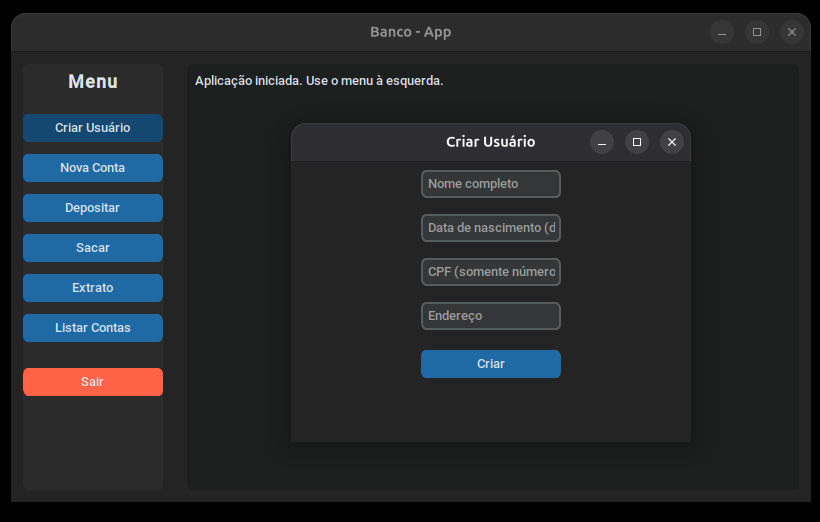 Banco - App
Menu
Criar Usuário
Nova Conta
Depositar
Sacar
Extrato
Listar Contas
Sair
Aplicação iniciada. Use o menu à esquerda.
Criar Usuário
Nome completo
Data de nascimento (d
CPF (somente número
Endereço
Criar